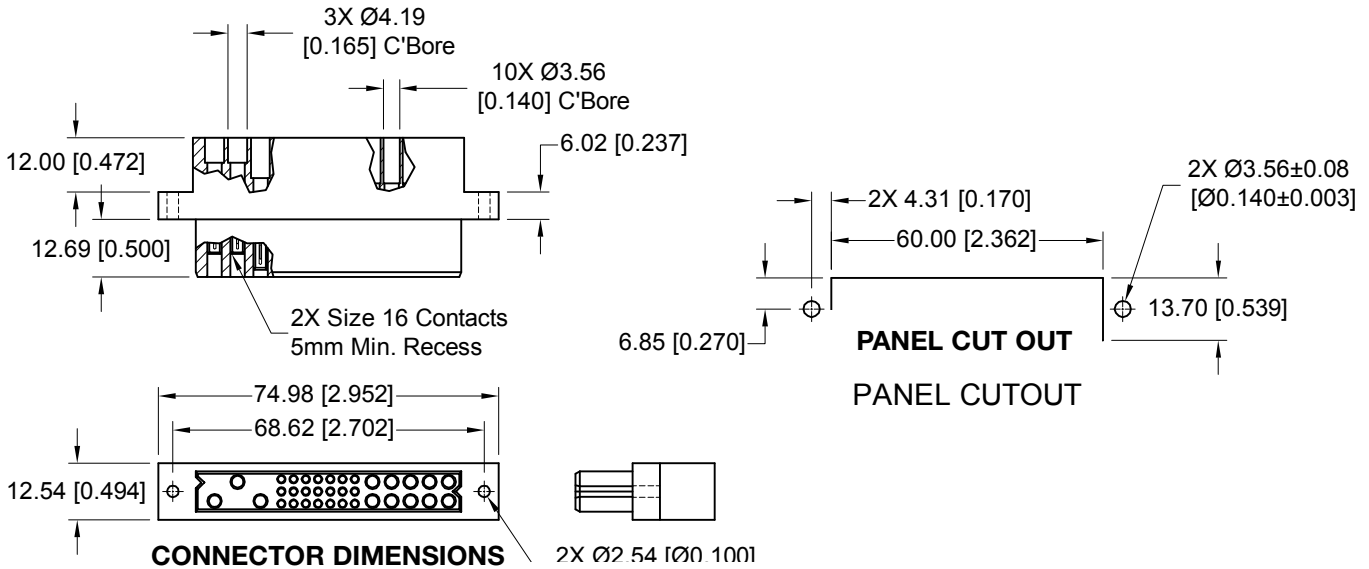 3X Ø4.19
[0.165] C'Bore
10X Ø3.56
[0.140] C'Bore
12.00 [0.472]
6.02 [0.237]
12.69 [0.500]
2X Size 16 Contacts
5mm Min. Recess
2X Ø3.56±0.08
[Ø0.140±0.003]
2X 4.31 [0.170]
60.00 [2.362]
13.70 [0.539]
6.85 [0.270]
PANEL CUT OUT
PANEL CUTOUT
74.98 [2.952]
68.62 [2.702]
12.54 [0.494]
CONNECTOR DIMENSIONS
2X Ø2.54 [Ø0.100]